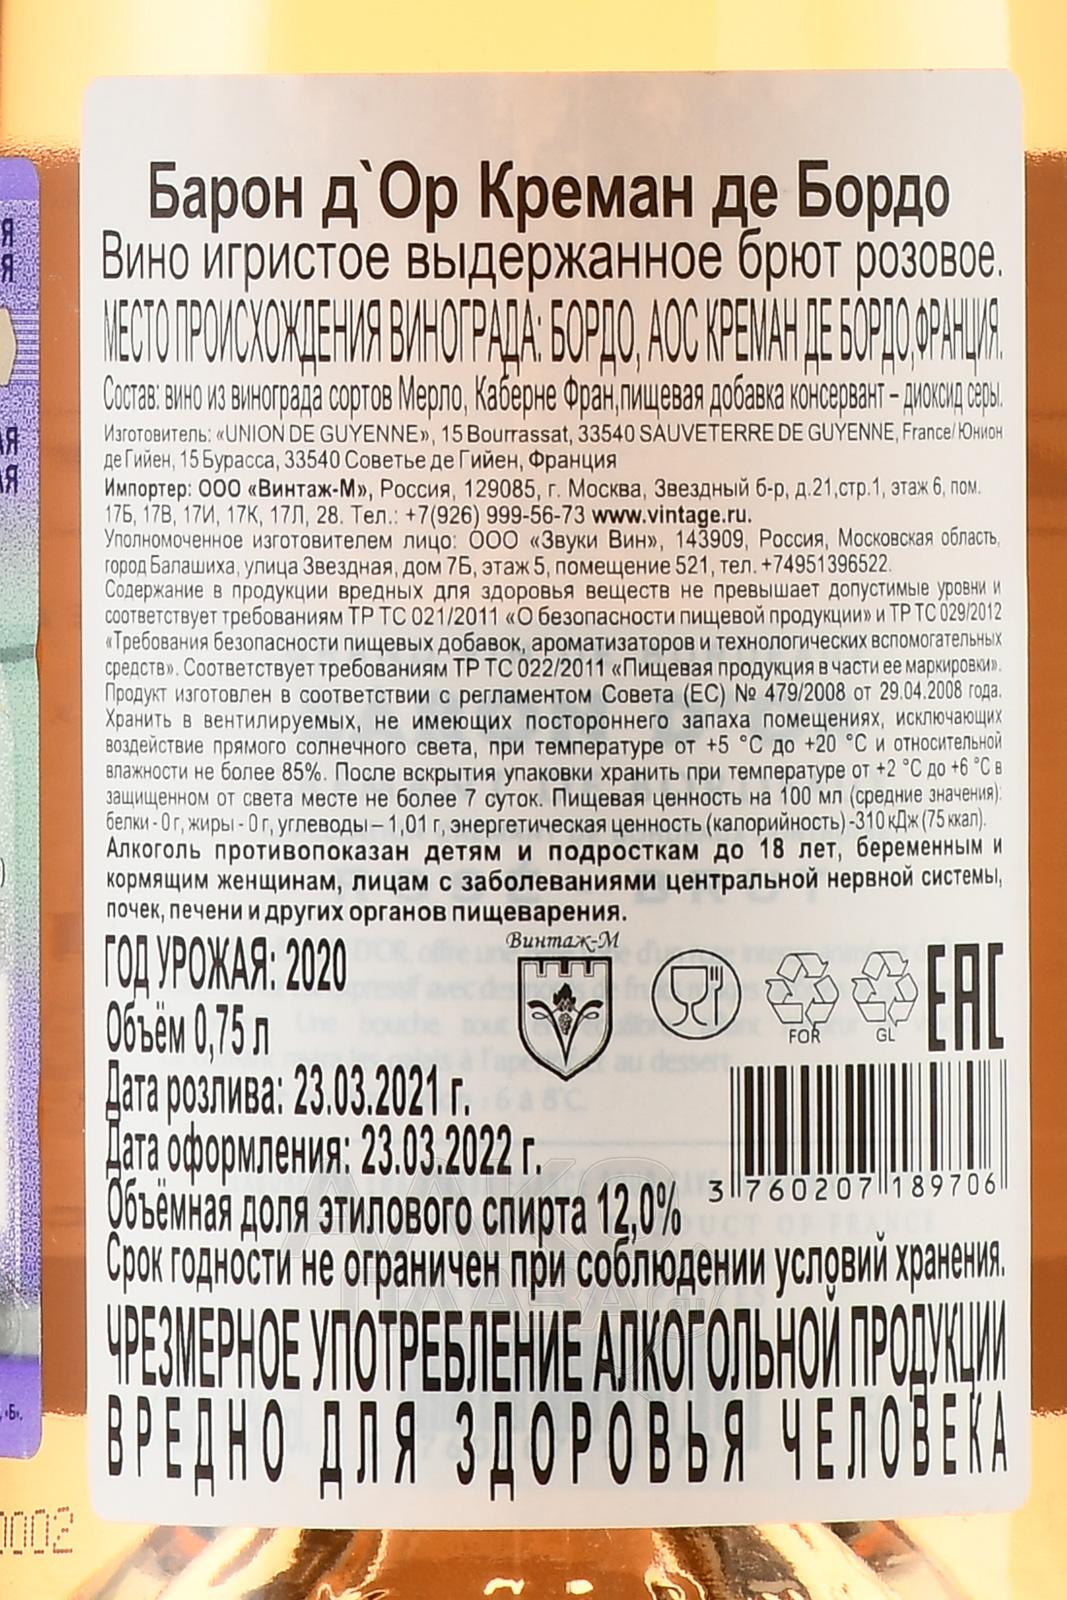 Барон д`Ор Креман де Бордо
Вино игристое выдержанное брют розовое.
МЕСТО ПРОИСХОЖДЕНИЯ ВИНОГРАДА: БОРДО, АОС КРЕМАН ДЕ БОРДО,ФРАНЦИЯ.
Состав: вино из винограда сортов Мерло, Каберне Фран,пищевая добавка консервант – диоксид серы.
Изготовитель: «UNION DE GUYENNE», 15 Bourrassat, 33540 SAUVETERRE DE GUYENNE, France/ Юнион
де Гийен, 15 Бурасса, 33540 Советье де Гийен, Франция
Импортер: ООО «Винтаж-М», Россия, 129085, г. Москва, Звездный б-р, д.21,стр.1, этаж 6, пом.
17Б, 17В, 17И, 17К, 17Л, 28. Тел.: +7(926) 999-56-73 www.vintage.ru.
Уполномоченное изготовителем лицо: ООО «Звуки Вин», 143909, Россия, Московская область,
город Балашиха, улица Звездная, дом 7Б, этаж 5, помещение 521, тел. +74951396522.
Содержание в продукции вредных для здоровья веществ не превышает допустимые уровни и
соответствует требованиям ТР ТС 021/2011 «О безопасности пищевой продукции» и ТР ТС 029/2012
«Требования безопасности пищевых добавок, ароматизаторов и технологических вспомогательных
средств». Соответствует требованиям ТР ТС 022/2011 «Пищевая продукция в части ее маркировки».
Продукт изготовлен в соответствии с регламентом Совета (ЕС) № 479/2008 от 29.04.2008 года.
Хранить в вентилируемых, не имеющих постороннего запаха помещениях, исключающих
воздействие прямого солнечного света, при температуре от +5 °С до +20 °С и относительной
влажности не более 85%. После вскрытия упаковки хранить при температуре от +2 °С до +6 °С в
защищенном от света месте не более 7 суток. Пищевая ценность на 100 мл (средние значения):
белки - 0 г, жиры - 0 г, углеводы – 1,01 г, энергетическая ценность (калорийность) -310 кДж (75 ккал).
Алкоголь противопоказан детям и подросткам до 18 лет, беременным и
кормящим женщинам, лицам с заболеваниями центральной нервной системы,
почек, печени и других органов пищеварения.
ГОД УРОЖАЯ: 2020
Винтаж-М
FOR
GL
EAC
Объём 0,75 л
Дата розлива: 23.03.2021 г.
Дата оформления: 23.03.2022 г.
3 760207 189706
Объёмная доля этилового спирта 12,0%
Срок годности не ограничен при соблюдении условий хранения.
ЧРЕЗМЕРНОЕ УПОТРЕБЛЕНИЕ АЛКОГОЛЬНОЙ ПРОДУКЦИИ
ВРЕДНО ДЛЯ ЗДОРОВЬЯ ЧЕЛОВЕКА
АЛКО
ПЛАЗА.ru